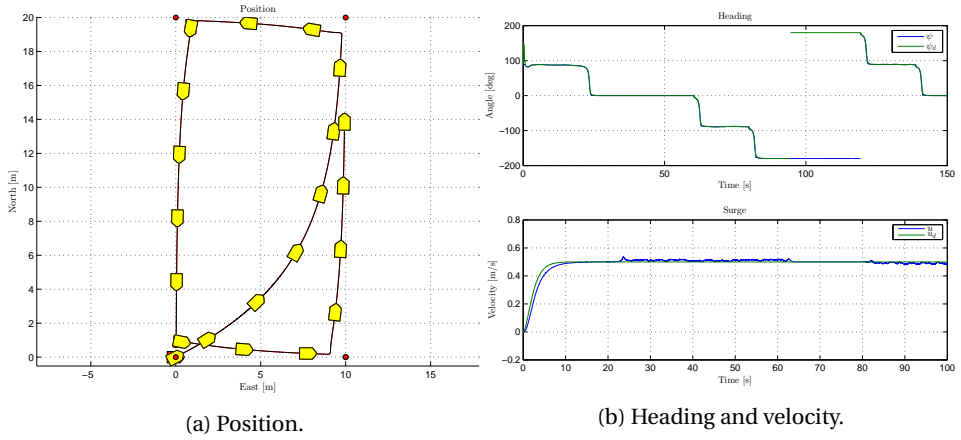 Position
20
18
16
14
12
10
8
6
4
2
0
North [m]
−5
0
5
10
15
East [m]
(a) Position.
Heading
200
100
0
−100
−200
Angle [deg]
ψ
ψd
0
50
100
150
Time [s]
Surge
0.8
0.6
0.4
0.2
0
−0.2
Velocity [m/s]
u
ud
0
10
20
30
40
50
60
70
80
90
100
Time [s]
(b) Heading and velocity.